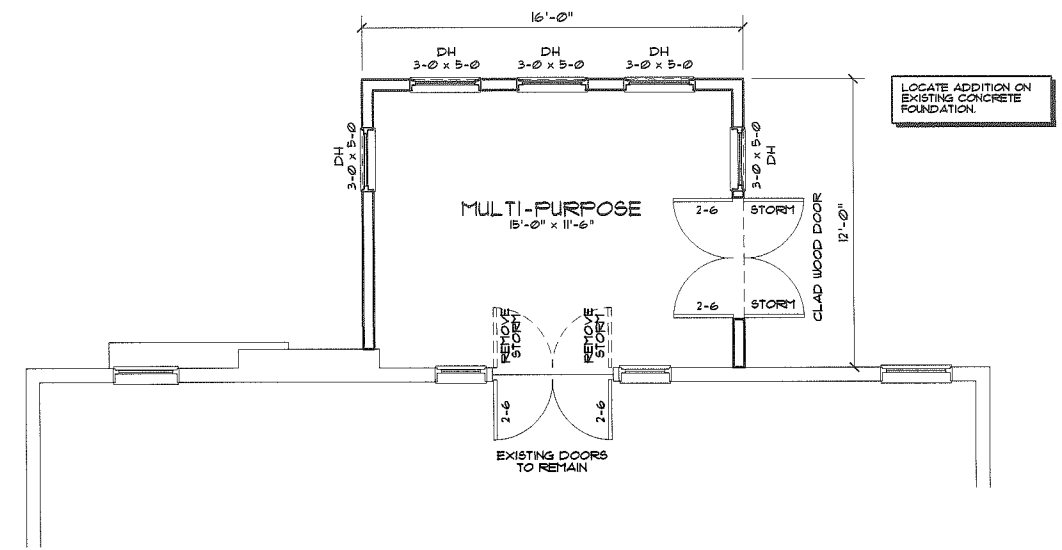 16'-0"
DH
3-0 x 5-0
DH
3-0 x 5-0
DH
3-0 x 5-0
LOCATE ADDITION ON
EXISTING CONCRETE
FOUNDATION.
DH
3-0 x 5-0
3-0 x 5-0
DH
MULTI-PURPOSE
15'-0" x 11'-6"
2-6
STORM
CLAD WOOD DOOR
12'-0"
2-6
STORM
REMOVE
STORM
REMOVE
STORM
2-6
2-6
EXISTING DOORS
TO REMAIN